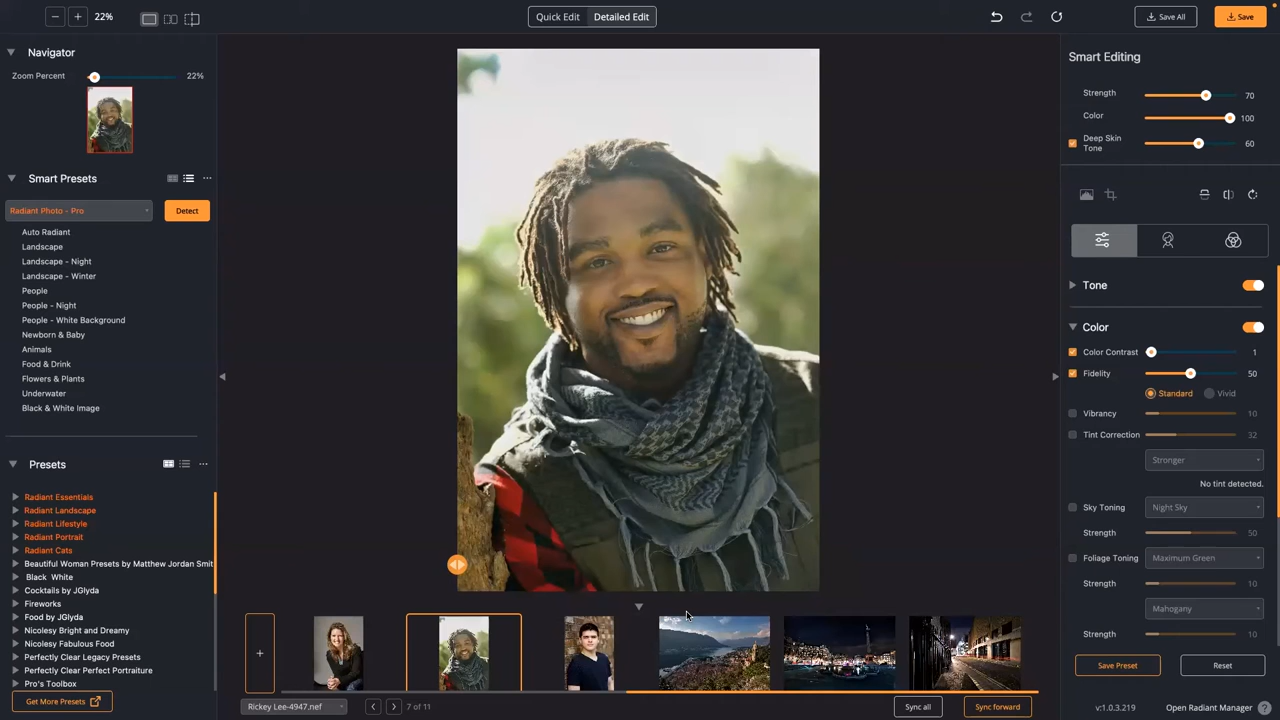 22%
Quick Edit
Detailed Edit
Save All
Save
Navigator
Zoom Percent
22%
Smart Presets
Radiant Photo - Pro
Detect
Auto Radiant
Landscape
Landscape - Night
Landscape - Winter
People
People - Night
People - White Background
Newborn & Baby
Animals
Food & Drink
Flowers & Plants
Underwater
Black & White Image
Presets
Radiant Essentials
Radiant Landscape
Radiant Lifestyle
Radiant Portrait
Radiant Cats
Beautiful Woman Presets by Matthew Jordan Smit
Black White
Cocktails by JGlyda
Fireworks
Food by JGlyda
Nicolesy Bright and Dreamy
Nicolesy Fabulous Food
Perfectly Clear Legacy Presets
Perfectly Clear Perfect Portraiture
Pro's Toolbox
Get More Presets
Rickey Lee-4947.nef
7 of 11
Sync all
Sync forward
Smart Editing
Strength 70
Color 100
Deep Skin Tone 60
Tone
Color
Color Contrast 1
Fidelity 50
Standard
Vivid
Vibrancy 10
Tint Correction 32
Stronger
No tint detected.
Sky Toning
Night Sky
Strength 50
Foliage Toning
Maximum Green
Strength 10
Mahogany
Strength 10
Save Preset
Reset
v:1.0.3.219
Open Radiant Manager
?